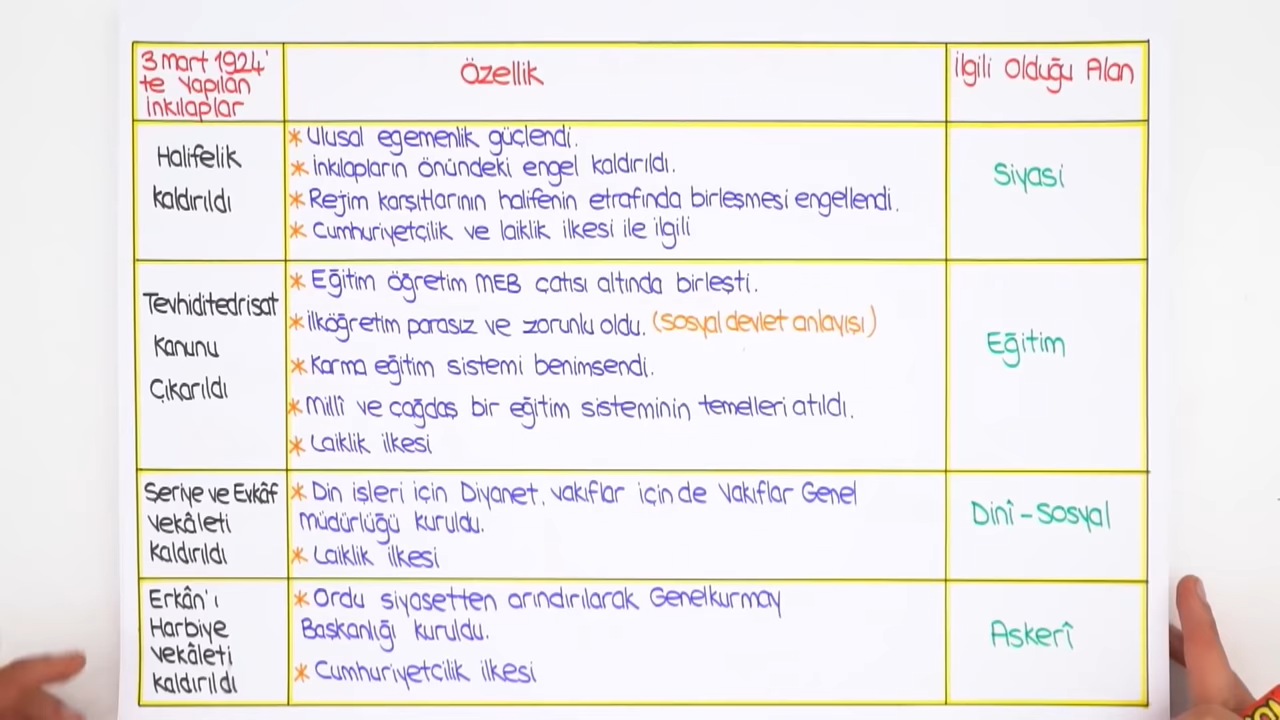 3 mart 1924'
te Yapılan
inkılaplar
Özellik
İlgili Olduğu Alan
Halifelik
kaldırıldı
* Ulusal egemenlik güçlendi.
* İnkılapların önündeki engel kaldırıldı.
* Rejim karşıtlarının halifenin etrafında birleşmesi engellendi.
* Cumhuriyetçilik ve laiklik ilkesi ile ilgili
Siyasi
Tevhiditedrisat
Kanunu
Çıkarıldı
* Eğitim öğretim MEB çatısı altında birleşti.
* İlköğretim parasız ve zorunlu oldu. (sosyal devlet anlayışı)
* Karma eğitim sistemi benimsendi.
* Millî ve çağdaş bir eğitim sisteminin temelleri atıldı.
* Laiklik ilkesi
Eğitim
Şeriye ve Evkâf
vekâleti
kaldırıldı
* Din işleri için Diyanet, vakıflar için de Vakıflar Genel
müdürlüğü kuruldu.
* Laiklik ilkesi
Dinî - Sosyal
Erkân'ı
Harbiye
vekâleti
kaldırıldı
* Ordu siyasetten arındırılarak Genelkurmay
Başkanlığı kuruldu.
* Cumhuriyetcilik ilkesi
Askerî